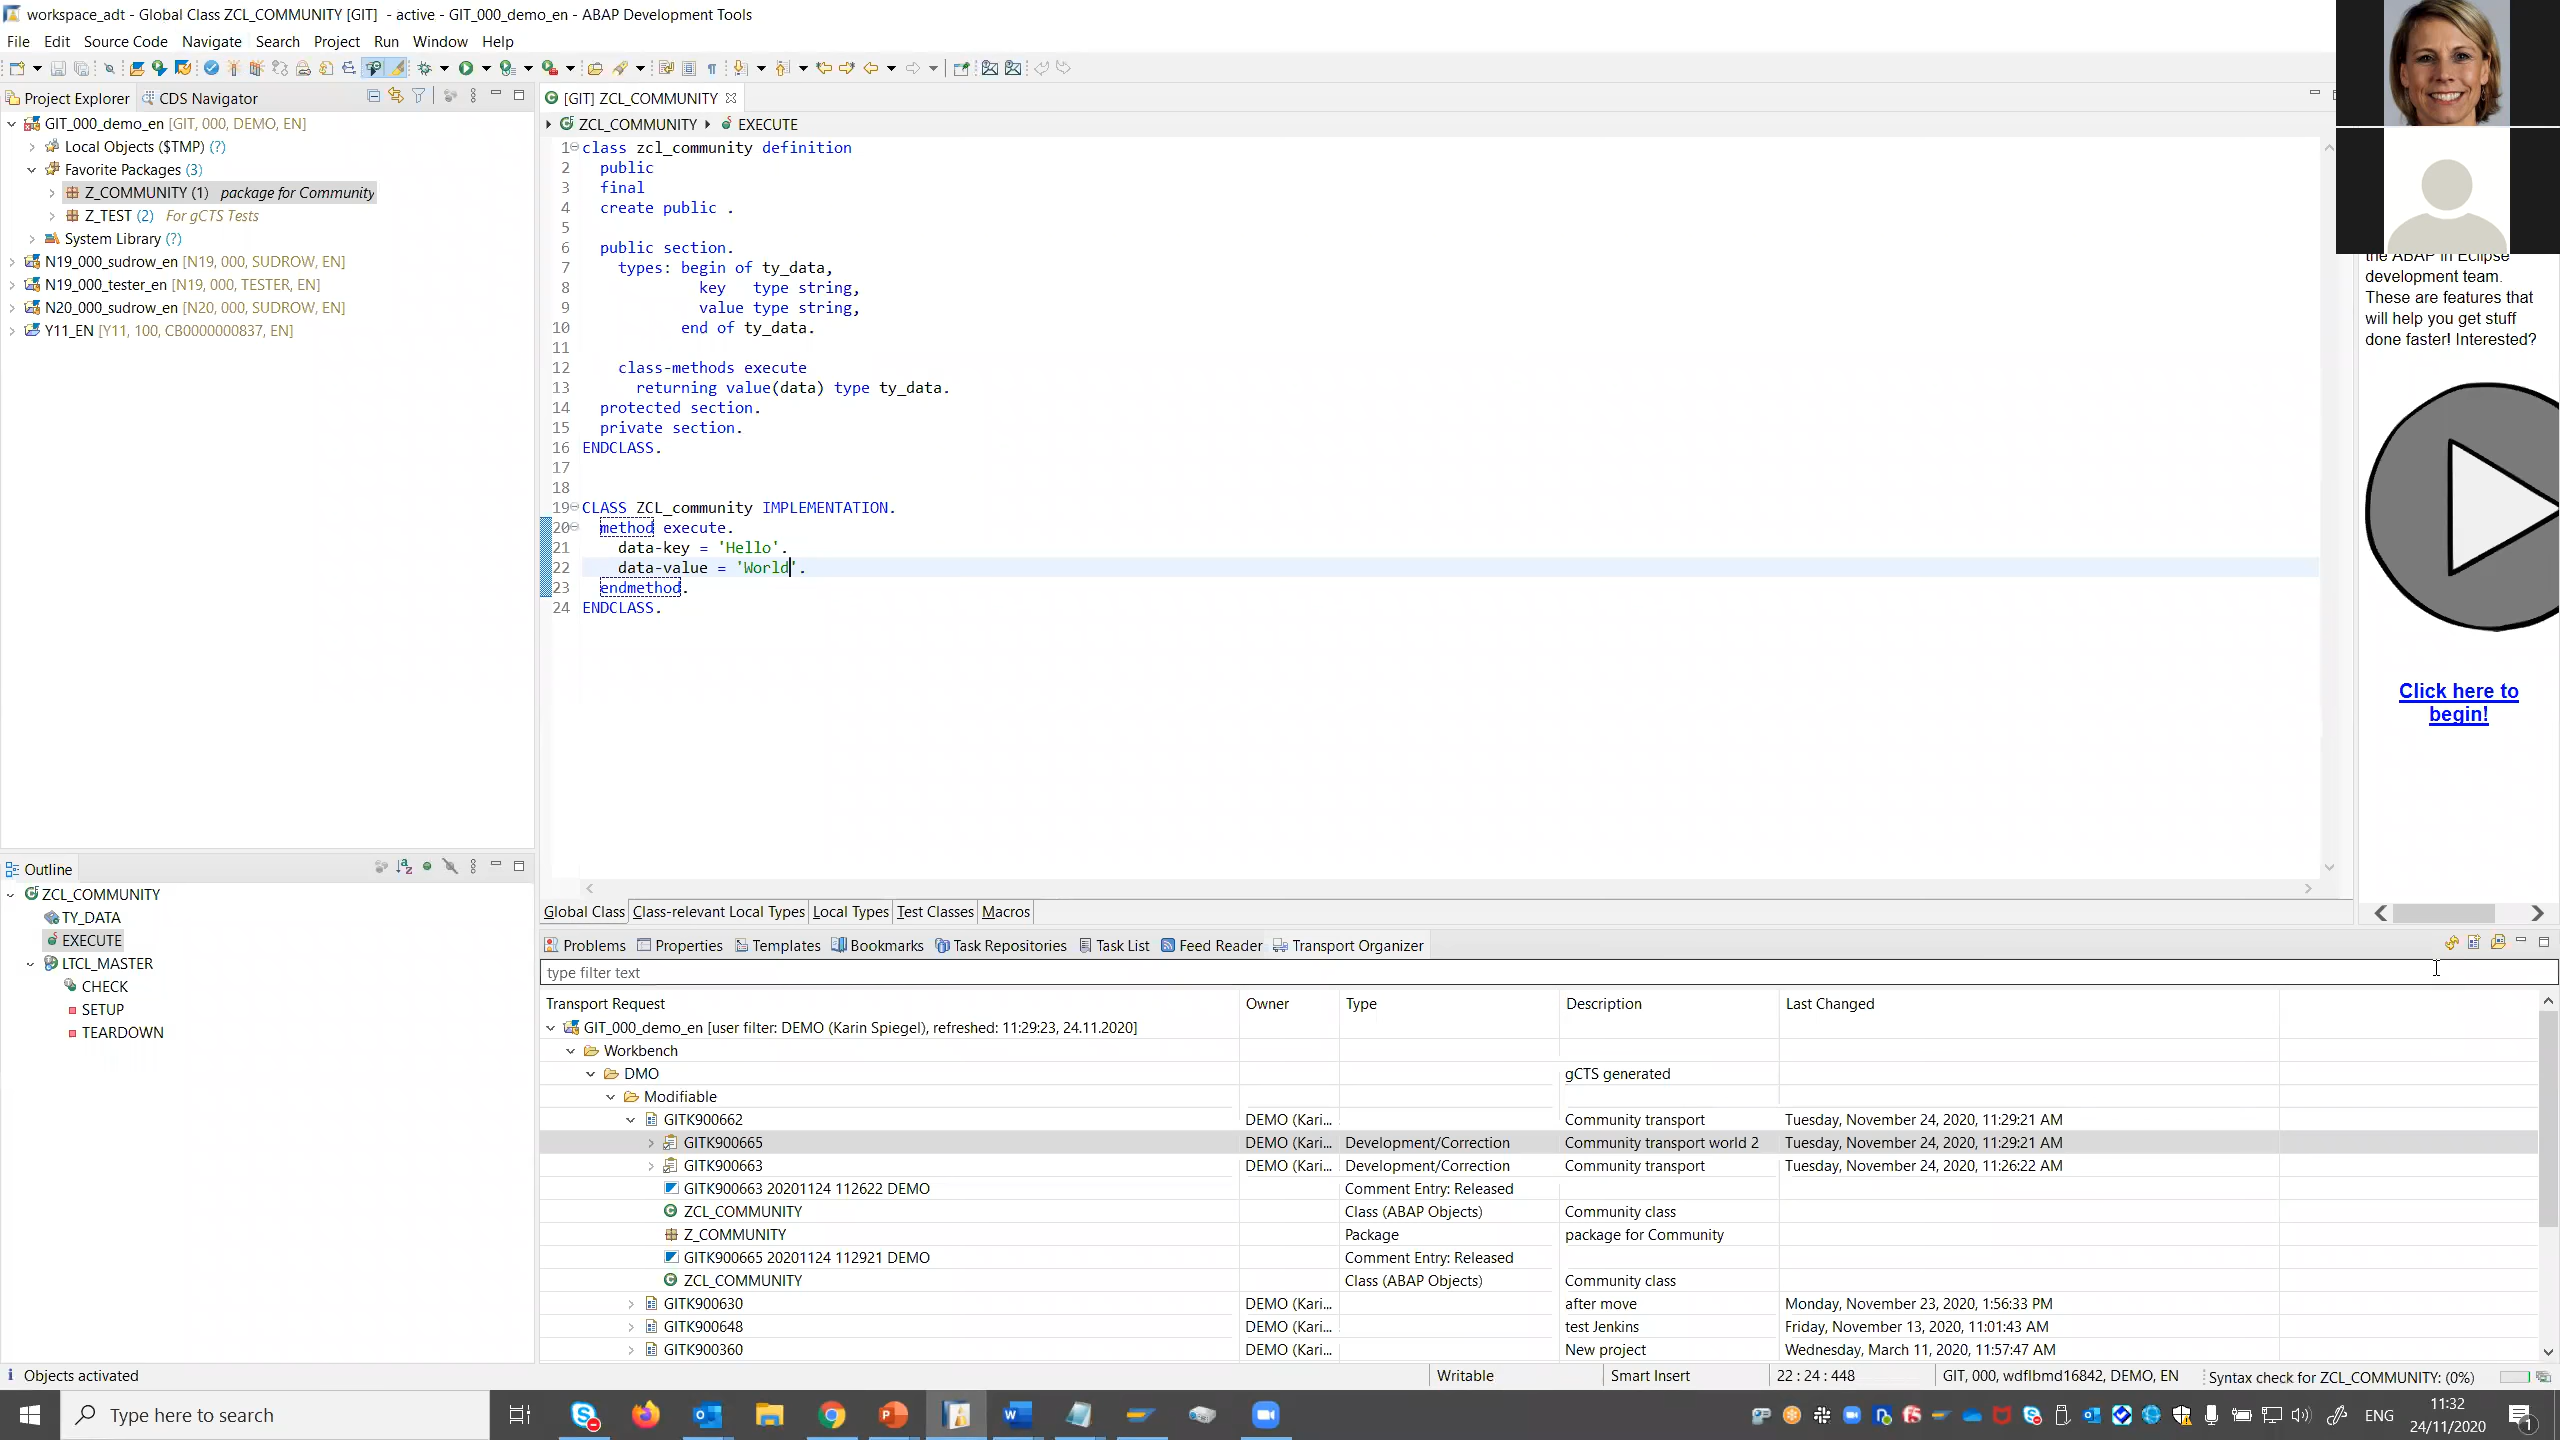 workspace_adt - Global Class ZCL_COMMUNITY [GIT] - active - GIT_000_demo_en - ABAP Development Tools
File Edit Source Code Navigate Search Project Run Window Help
Project Explorer CDS Navigator
GIT_000_demo_en [GIT, 000, DEMO, EN]
Local Objects ($TMP) (?)
Favorite Packages (3)
Z_COMMUNITY (1) package for Community
Z_TEST (2) For gCTS Tests
System Library (?)
N19_000_sudrow_en [N19, 000, SUDROW, EN]
N19_000_tester_en [N19, 000, TESTER, EN]
N20_000_sudrow_en [N20, 000, SUDROW, EN]
Y11_EN [Y11, 100, CB0000000837, EN]
[GIT] ZCL_COMMUNITY
ZCL_COMMUNITY EXECUTE
1 class zcl_community definition
2 public
3 final
4 create public .
5
6 public section.
7 types: begin of ty_data,
8 key type string,
9 value type string,
10 end of ty_data.
11
12 class-methods execute
13 returning value(data) type ty_data.
14 protected section.
15 private section.
16 ENDCLASS.
17
18
19 CLASS ZCL_community IMPLEMENTATION.
20 method execute.
21 data-key = 'Hello'.
22 data-value = 'World'.
23 endmethod.
24 ENDCLASS.
the ABAP in Eclipse
development team.
These are features that
will help you get stuff
done faster! Interested?
Click here to
begin!
Outline
ZCL_COMMUNITY
TY_DATA
EXECUTE
LTCL_MASTER
CHECK
SETUP
TEARDOWN
Global Class Class-relevant Local Types Local Types Test Classes Macros
Problems Properties Templates Bookmarks Task Repositories Task List Feed Reader Transport Organizer
type filter text
Transport Request Owner Type Description Last Changed
GIT_000_demo_en [user filter: DEMO (Karin Spiegel), refreshed: 11:29:23, 24.11.2020]
Workbench
DMO gCTS generated
Modifiable
GITK900662 DEMO (Kari... Community transport Tuesday, November 24, 2020, 11:29:21 AM
GITK900665 DEMO (Kari... Development/Correction Community transport world 2 Tuesday, November 24, 2020, 11:29:21 AM
GITK900663 DEMO (Kari... Development/Correction Community transport Tuesday, November 24, 2020, 11:26:22 AM
GITK900663 20201124 112622 DEMO Comment Entry: Released
ZCL_COMMUNITY Class (ABAP Objects) Community class
Z_COMMUNITY Package package for Community
GITK900665 20201124 112921 DEMO Comment Entry: Released
ZCL_COMMUNITY Class (ABAP Objects) Community class
GITK900630 DEMO (Kari... after move Monday, November 23, 2020, 1:56:33 PM
GITK900648 DEMO (Kari... test Jenkins Friday, November 13, 2020, 11:01:43 AM
GITK900360 DEMO (Kari... New project Wednesday, March 11, 2020, 11:57:47 AM
Objects activated Writable Smart Insert 22 : 24 : 448 GIT, 000, wdflbmd16842, DEMO, EN Syntax check for ZCL_COMMUNITY: (0%)
Type here to search ENG 11:32
24/11/2020 1